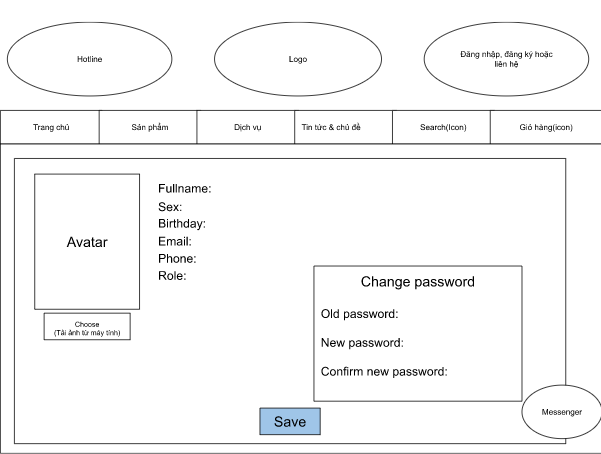 Hotline
Logo
Đăng nhập, đăng ký hoặc
liên hệ
Trang chủ
Sản phẩm
Dịch vụ
Tin tức & chủ đề
Search(Icon)
Giỏ hàng(icon)
Avatar
Fullname:
Sex:
Birthday:
Email:
Phone:
Role:
Choose
(Tải ảnh từ máy tính)
Change password
Old password:
New password:
Confirm new password:
Messenger
Save